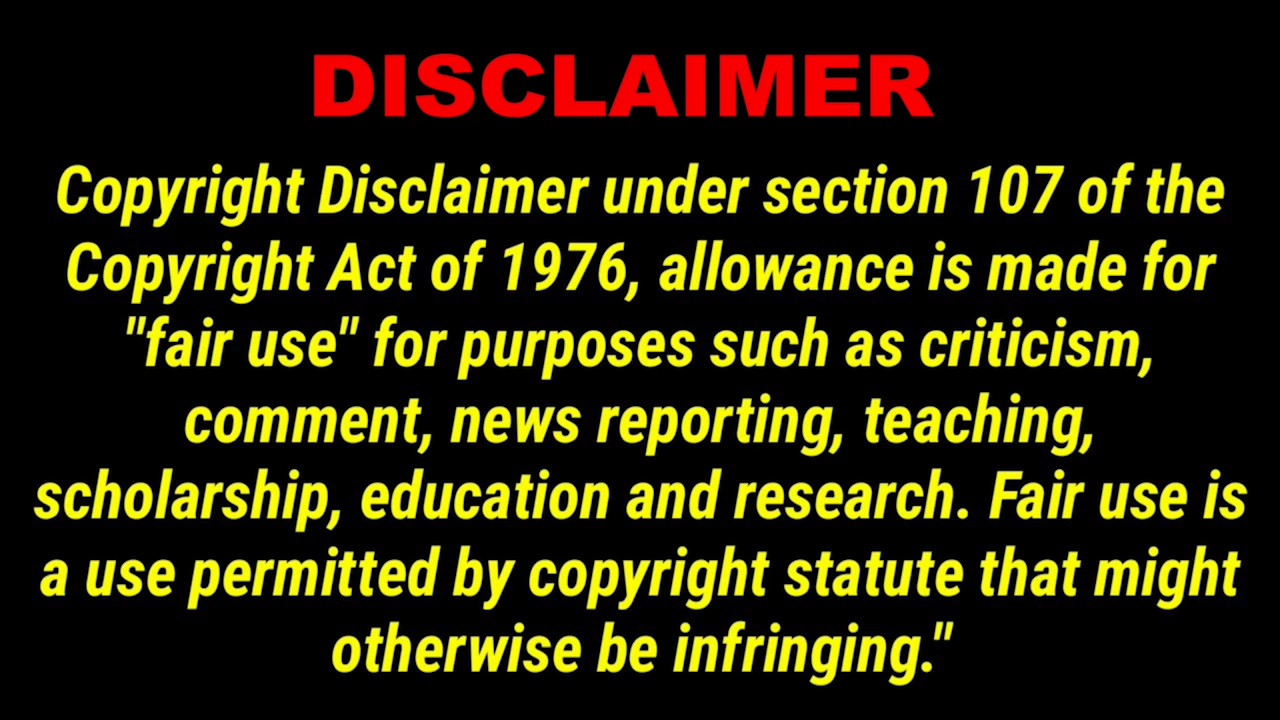 DISCLAIMER
Copyright Disclaimer under section 107 of the
Copyright Act of 1976, allowance is made for
"fair use" for purposes such as criticism,
comment, news reporting, teaching,
scholarship, education and research. Fair use is
a use permitted by copyright statute that might
otherwise be infringing."